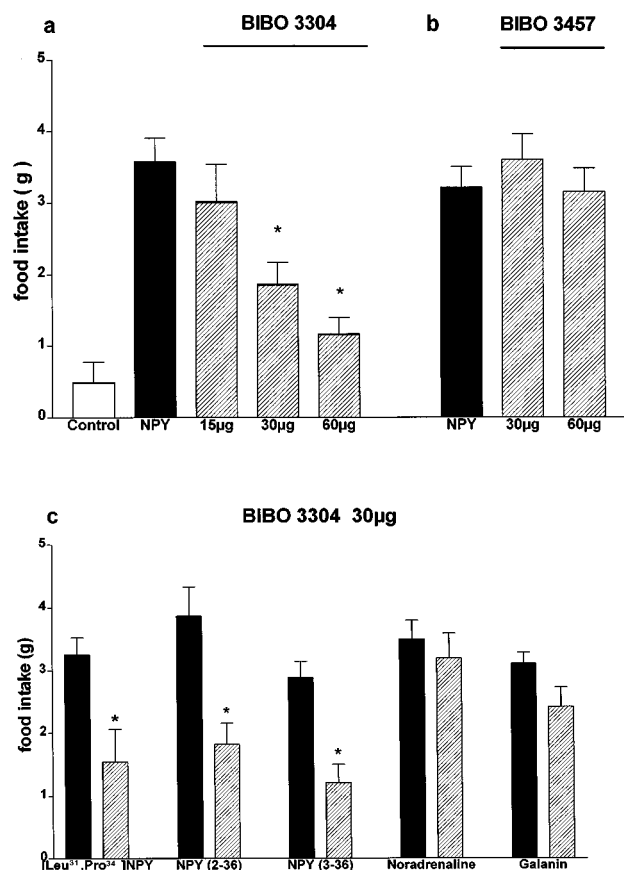 a
BIBO 3304
b
BIBO 3457
5
4
3
2
1
0
food intake ( g )
*
*
Control NPY 15µg 30µg 60µg NPY 30µg 60µg
c
BIBO 3304 30µg
5
4
3
2
1
0
food intake (g)
*
*
*
[Leu³¹,Pro³⁴ ]NPY NPY (2-36) NPY (3-36) Noradrenaline Galanin